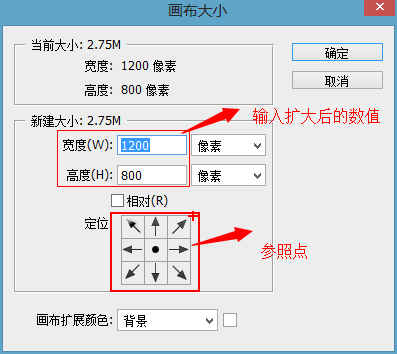 画布大小
当前大小: 2.75M
宽度: 1200 像素
高度: 800 像素
确定
取消
输入扩大后的数值
新建大小: 2.75M
宽度(W): 1200 像素
高度(H): 800 像素
相对(R)
定位
参照点
画布扩展颜色: 背景